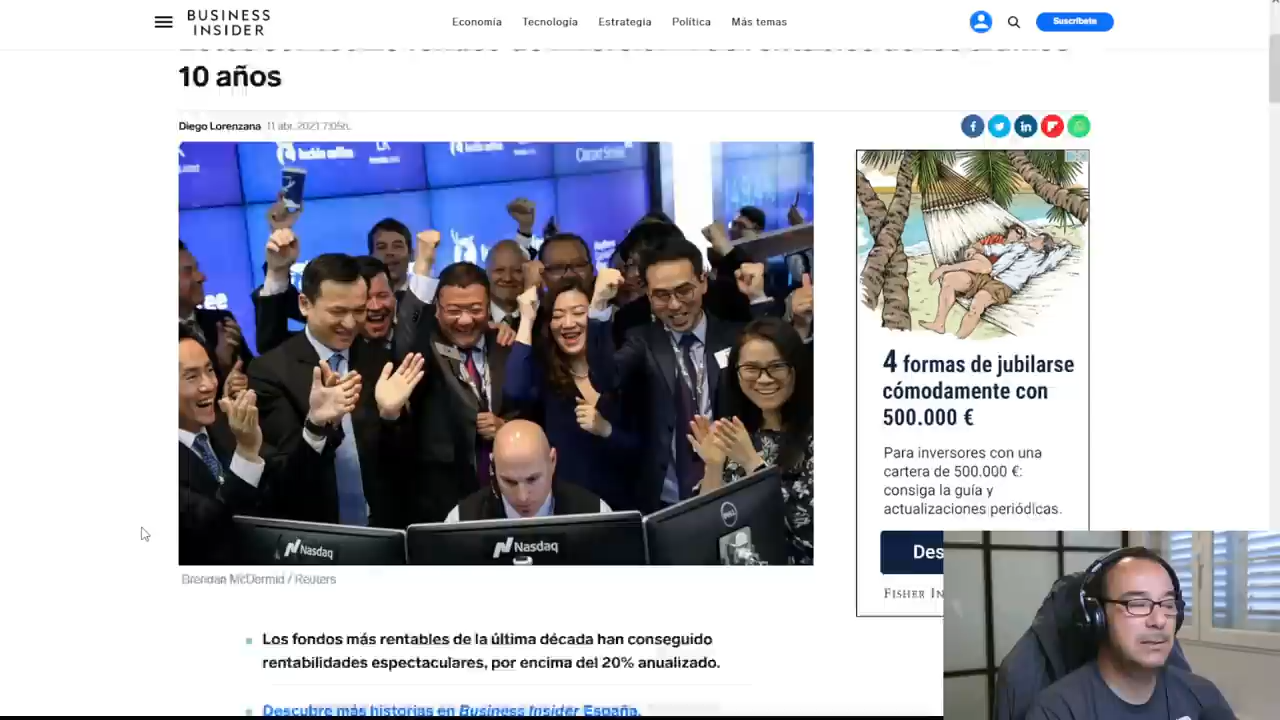 BUSINESS
INSIDER
Economía Tecnología Estrategia Política Más temas
Suscríbete
10 años
Diego Lorenzana 11 abr. 2021 7:05h.
Nasdaq
Nasdaq
DELL
Brendan McDermid / Reuters
4 formas de jubilarse
cómodamente con
500.000 €
Para inversores con una
cartera de 500.000 €:
consiga la guía y
actualizaciones periódicas.
Des
FISHER IN
Los fondos más rentables de la última década han conseguido
rentabilidades espectaculares, por encima del 20% anualizado.
Descubre más historias en Business Insider España.